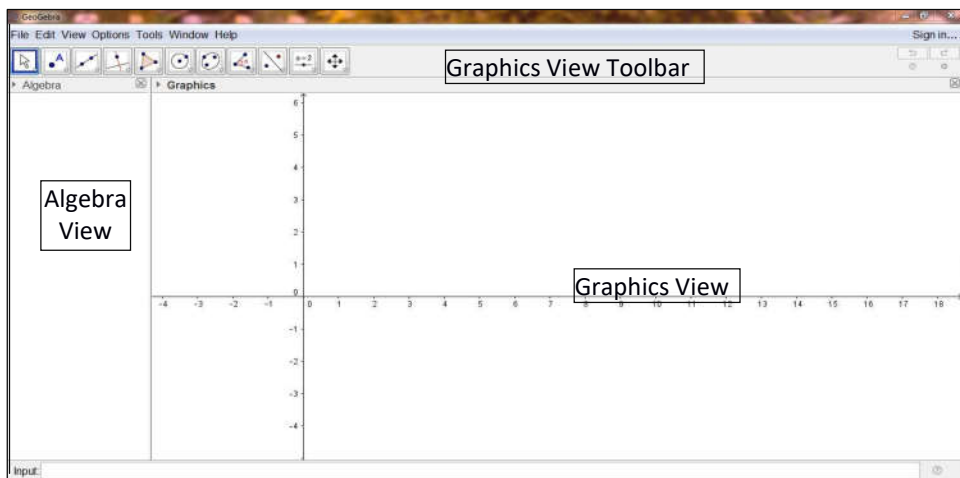 GeoGebra
File Edit View Options Tools Window Help
Sign in...
A
a=2
Graphics View Toolbar
Algebra
Graphics
Algebra
View
Graphics View
6
5
4
3
2
1
0
-4 -3 -2 -1 0 1 2 3 4 5 6 7 8 9 10 11 12 13 14 15 16 17 18
-1
-2
-3
-4
Input: